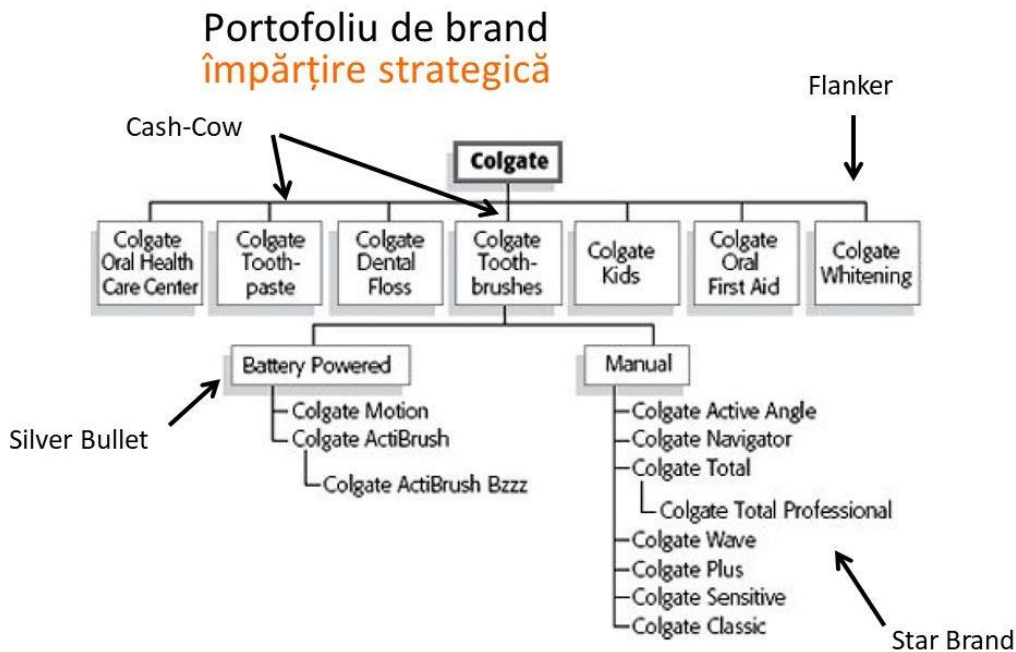 Portofoliu de brand
împărțire strategică
Flanker
Cash-Cow
Colgate
Colgate
Oral Health
Care Center
Colgate
Tooth-
paste
Colgate
Dental
Floss
Colgate
Tooth-
brushes
Colgate
Kids
Colgate
Oral
First Aid
Colgate
Whitening
Battery Powered
Manual
Silver Bullet
Colgate Motion
Colgate ActiBrush
Colgate ActiBrush Bzzz
Colgate Active Angle
Colgate Navigator
Colgate Total
Colgate Total Professional
Colgate Wave
Colgate Plus
Colgate Sensitive
Colgate Classic
Star Brand